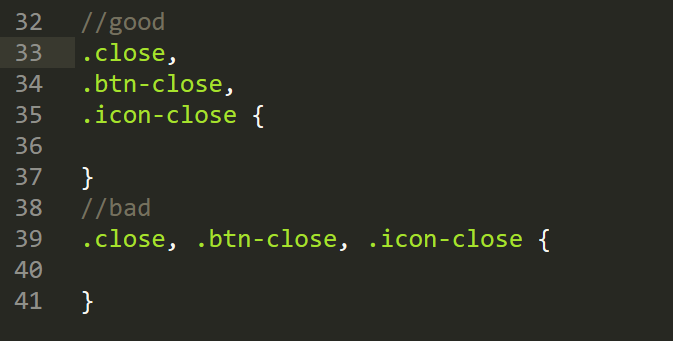 32 //good
33 .close,
34 .btn-close,
35 .icon-close {
36
37 }
38 //bad
39 .close, .btn-close, .icon-close {
40
41 }